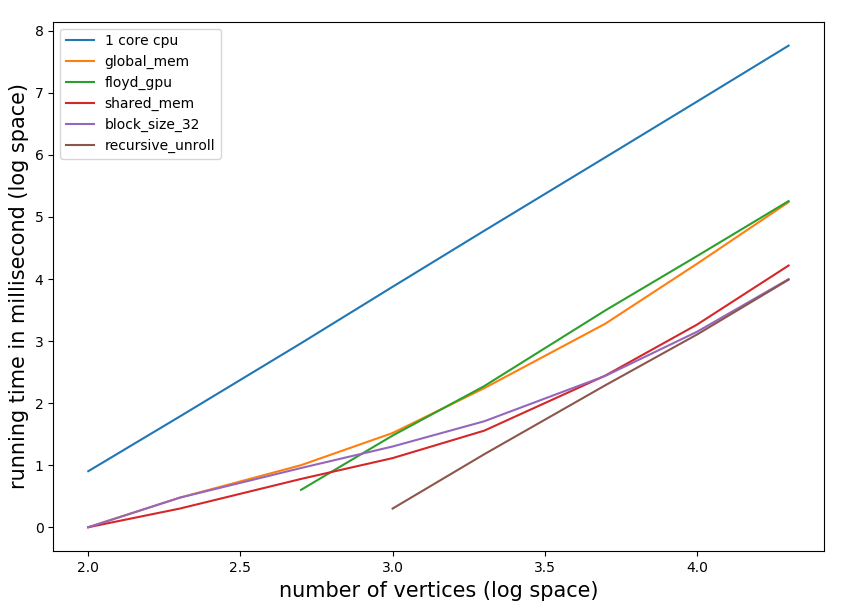 8
7
6
5
4
3
2
1
0
running time in millisecond (log space)
1 core cpu
global_mem
floyd_gpu
shared_mem
block_size_32
recursive_unroll
2.0 2.5 3.0 3.5 4.0
number of vertices (log space)